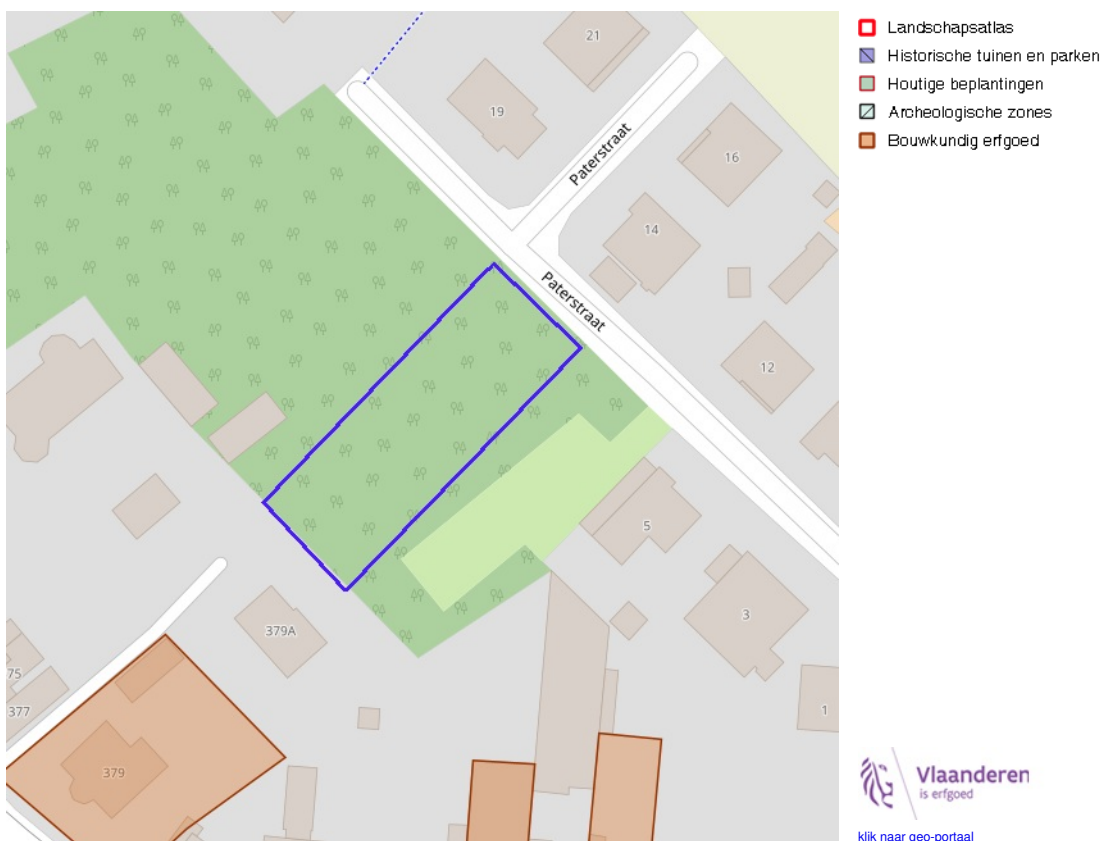 21
19
Paterstraat
16
14
Paterstraat
12
5
379A
3
75
377
1
379
Landschapsatlas
Historische tuinen en parken
Houtige beplantingen
Archeologische zones
Bouwkundig erfgoed
Vlaanderen
is erfgoed
klik naar geo-portaal